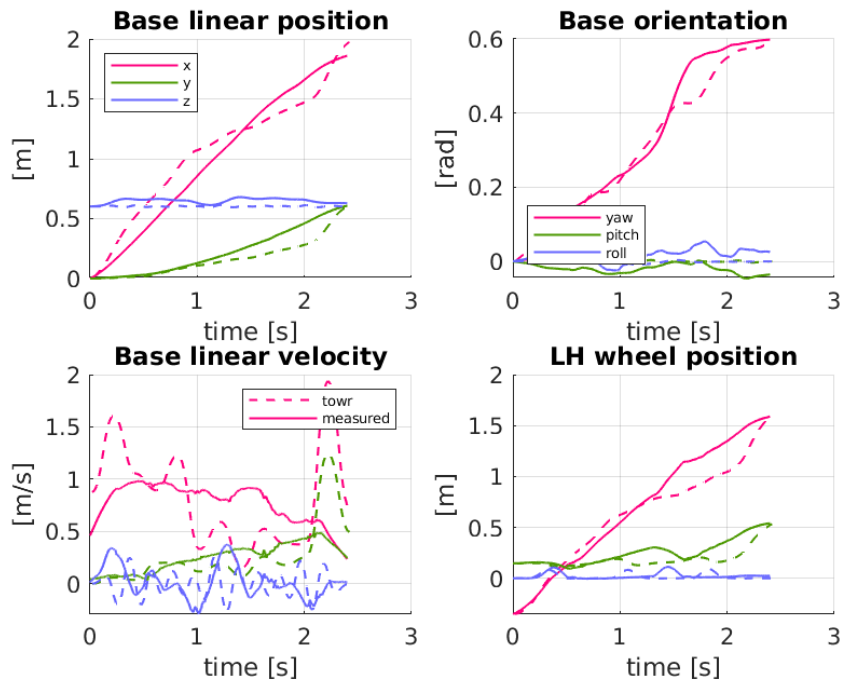 Base linear position
2
1.5
1
0.5
0
[m]
x
y
z
0
1
2
3
time [s]
Base orientation
0.6
0.4
0.2
0
[rad]
yaw
pitch
roll
0
1
2
3
time [s]
Base linear velocity
2
1.5
1
0.5
0
[m/s]
towr
measured
0
1
2
3
time [s]
LH wheel position
2
1.5
1
0.5
0
[m]
0
1
2
3
time [s]